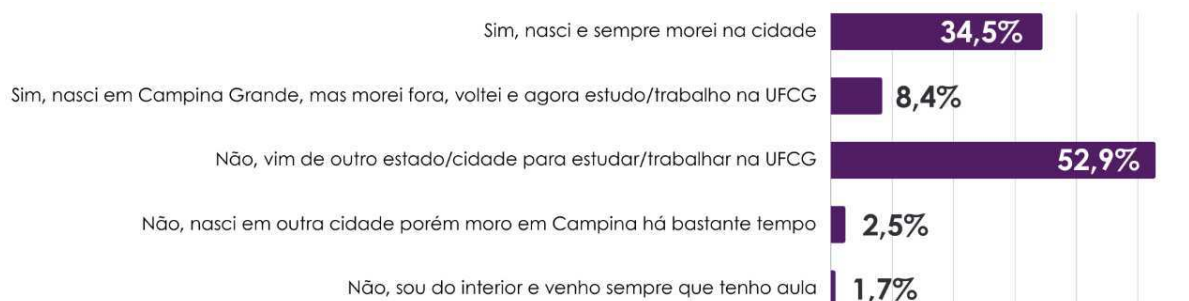 Sim, nasci e sempre morei na cidade
34,5%
Sim, nasci em Campina Grande, mas morei fora, voltei e agora estudo/trabalho na UFCG
8,4%
Não, vim de outro estado/cidade para estudar/trabalhar na UFCG
52,9%
Não, nasci em outra cidade porém moro em Campina há bastante tempo
2,5%
Não, sou do interior e venho sempre que tenho aula
1,7%